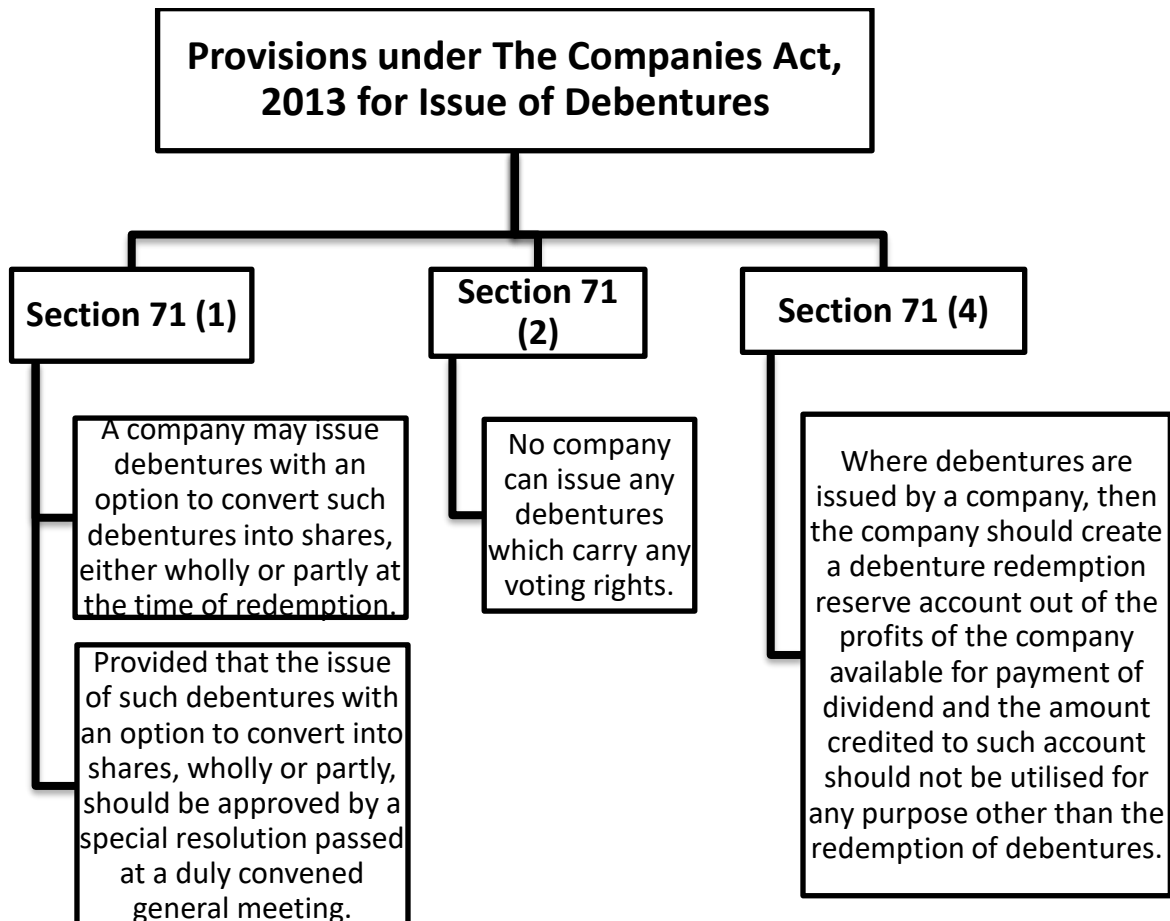 Provisions under The Companies Act,
2013 for Issue of Debentures
Section 71 (1)
A company may issue
debentures with an
option to convert such
debentures into shares,
either wholly or partly at
the time of redemption.
Provided that the issue
of such debentures with
an option to convert into
shares, wholly or partly,
should be approved by a
special resolution passed
at a duly convened
general meeting.
Section 71
(2)
No company
can issue any
debentures
which carry any
voting rights.
Section 71 (4)
Where debentures are
issued by a company, then
the company should create
a debenture redemption
reserve account out of the
profits of the company
available for payment of
dividend and the amount
credited to such account
should not be utilised for
any purpose other than the
redemption of debentures.